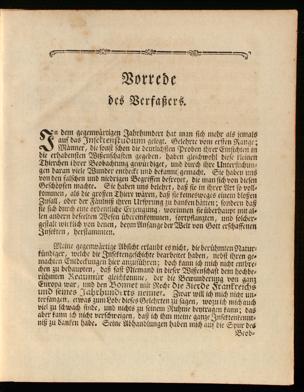 Vorrede
des Verfaßers.
In dem gegenwärtigen Jahrhundert hat man sich mehr als jemals
auf das Insektenstudium gelegt. Gelehrte vom ersten Range;
Männer, die sonst schon die deutlichsten Proben ihrer Einsichten in
die erhabensten Wissenschaften gegeben, haben gleichwohl diese kleinen
Thierchen ihrer Beobachtung gewürdiget, und durch ihre Untersuchun-
gen daran viele Wunder entdeckt und bekannt gemacht. Sie haben uns
von den falschen und niedrigen Begriffen befreyet, die man sich von diesen
Geschöpfen machte. Sie haben uns belehret, daß sie in ihrer Art so voll-
kommen, als die großen Thiere wären, daß sie keinesweges einem bloßen
Zufall, oder der Fäulniß ihren Ursprung zu danken hätten; sondern daß
sie sich durch eine ordentliche Erzeugung, worinnen sie überhaupt mit al-
len andern beseelten Wesen übereinkommen, fortpflanzen, und solcher-
gestalt wirklich von denen, beym Anfange der Welt von Gott erschaffenen
Insekten, herstammen.
Meine gegenwärtige Absicht erlaubt es nicht, die berühmten Natur-
kündiger, welche die Insektengeschichte bearbeitet haben, nebst ihren ge-
machten Entdeckungen hier anzuführen; doch kann ich mich nicht entbre-
chen zu behaupten, daß fast Niemand in dieser Wissenschaft dem hochbe-
rühmten Reaumür gleichkomme, der die Bewunderung von ganz
Europa war, und den Bonnet mit Recht die Zierde Frankreichs
und seines Jahrhunderts nennet. Zwar will ich mich nicht un-
terfangen, etwas zum Lobe dieses Gelehrten zu sagen, wozu ich mich auch
viel zu schwach finde, und nichts zu seinem Ruhme beytragen kann; das
aber kann ich nicht verschweigen, daß ich ihm meine ganze Insektenkennt-
niß zu danken habe. Seine Abhandlungen haben mich auf die Spur des
Beob-